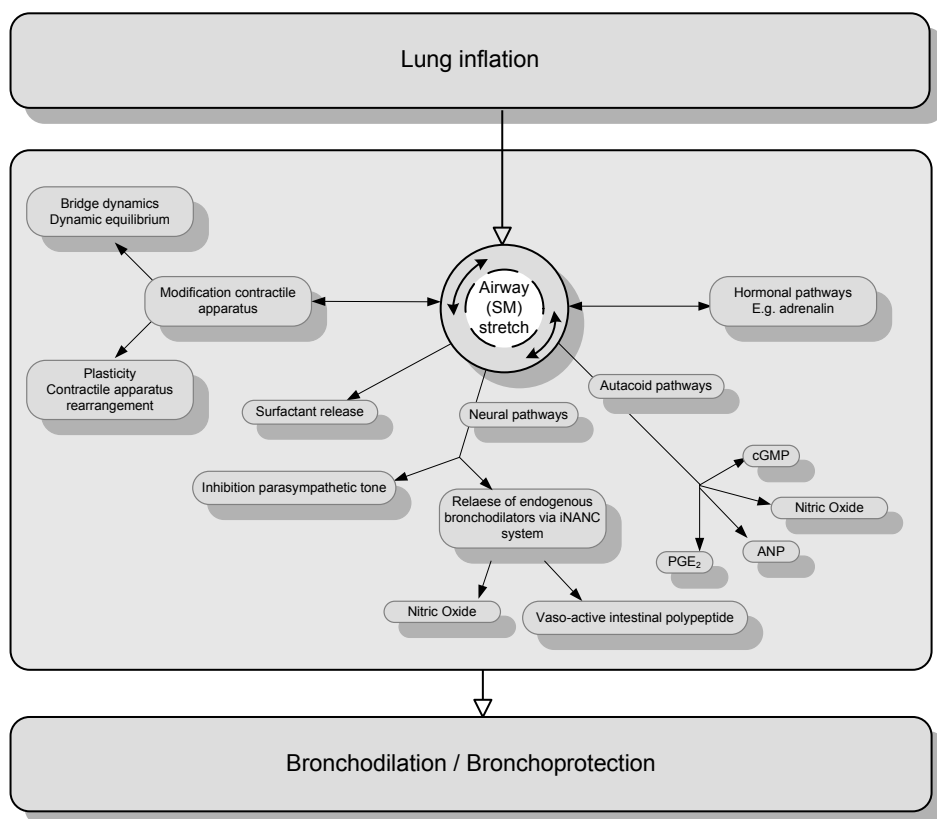 Lung inflation
Bridge dynamics
Dynamic equilibrium
Modification contractile
apparatus
Plasticity
Contractile apparatus
rearrangement
Airway
(SM)
stretch
Hormonal pathways
E.g. adrenalin
Autacoid pathways
Surfactant release
Neural pathways
Inhibition parasympathetic tone
Relaese of endogenous
bronchodilators via iNANC
system
cGMP
Nitric Oxide
ANP
PGE₂
Nitric Oxide
Vaso-active intestinal polypeptide
Bronchodilation / Bronchoprotection